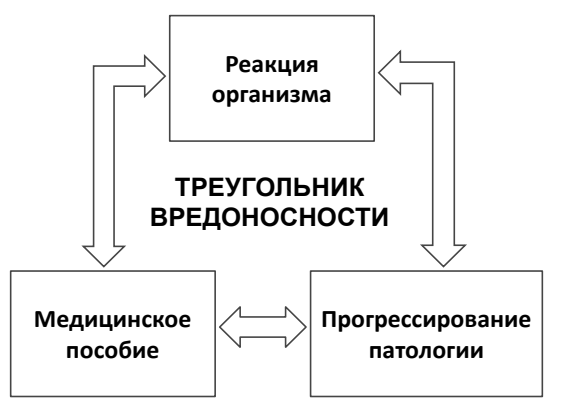 Реакция
организма
ТРЕУГОЛЬНИК
ВРЕДОНОСНОСТИ
Медицинское
пособие
Прогрессирование
патологии